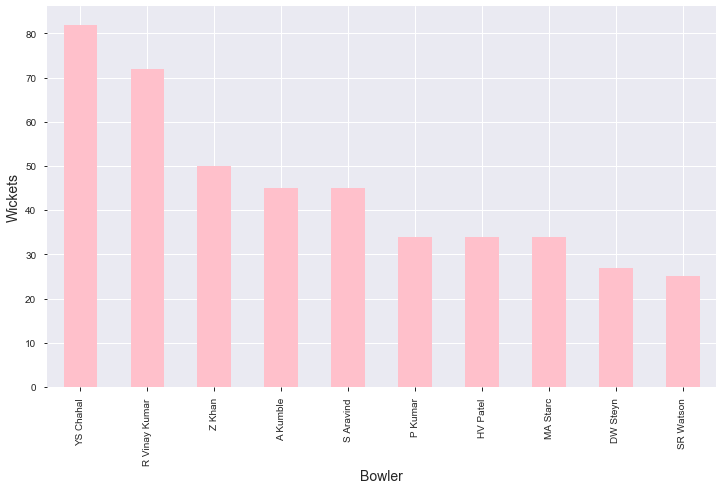 80
70
60
50
40
30
20
10
0
Wickets
YS Chahal
R Vinay Kumar
Z Khan
A Kumble
S Aravind
P Kumar
HV Patel
MA Starc
DW Steyn
SR Watson
Bowler